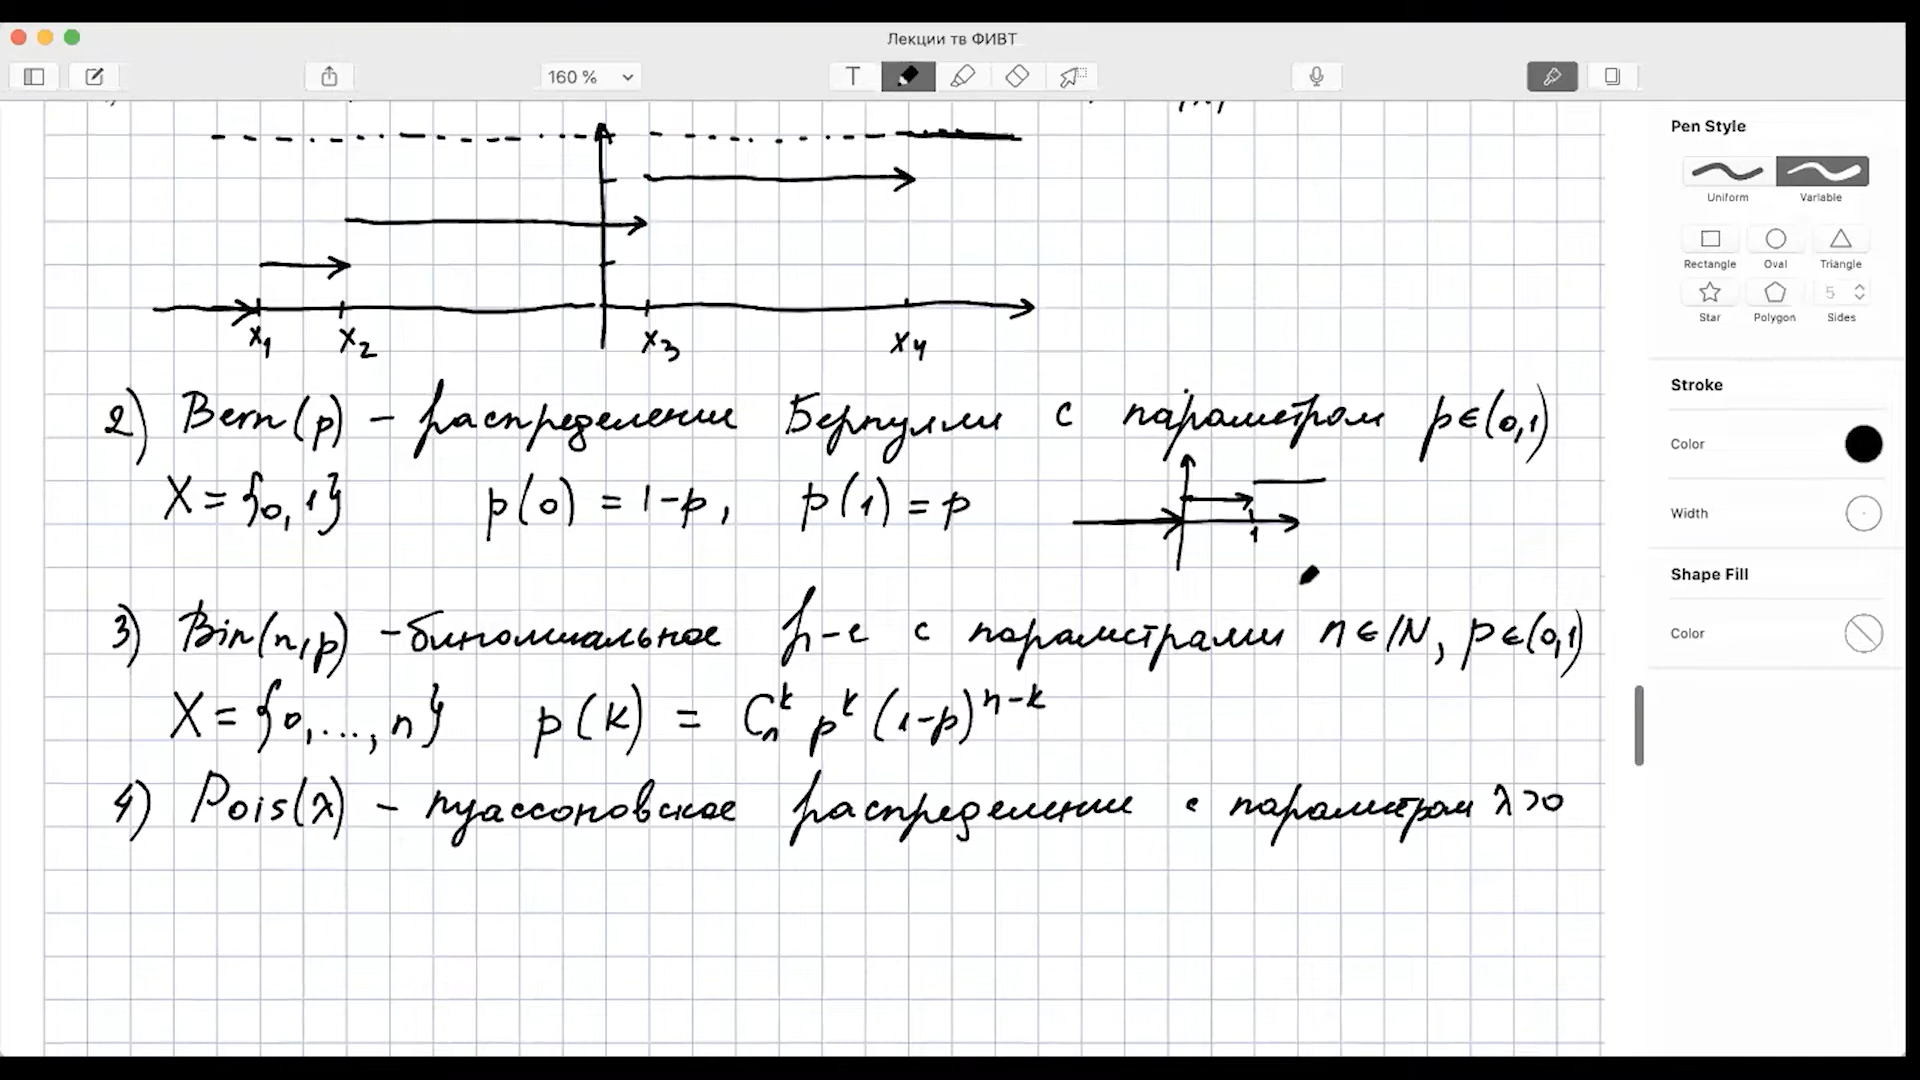 Лекции тв ФИВТ
160 %
T
Pen Style
Uniform Variable
Rectangle Oval Triangle
5
Star Polygon Sides
Stroke
Color
Width
Shape Fill
Color
x1 x2 x3 x4
2) Bern(p) – распределение Бернулли с параметром p∈(0,1)
X = {0, 1} p(0) = 1-p, p(1) = p
1
3) Bin(n,p) – биномиальное р-е с параметрами n∈ℕ, p∈(0,1)
X = {0,...,n} p(k) = C_n^k p^k (1-p)^{n-k}
4) Pois(λ) – пуассоновское распределение с параметром λ>0